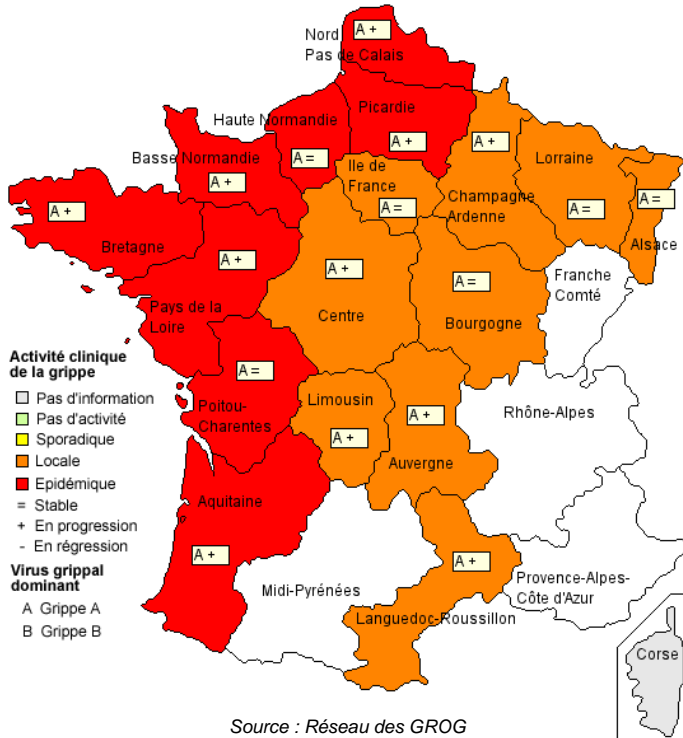 Nord
Pas de Calais
A +
Picardie
A +
Haute Normandie
A =
Basse Normandie
A +
Ile de
France
A =
A +
Champagne
Ardenne
Lorraine
A =
A =
Alsace
A +
Bretagne
A +
Pays de la
Loire
A +
Centre
A =
Bourgogne
Franche
Comté
A =
Poitou-
Charentes
Limousin
A +
A +
Auvergne
Rhône-Alpes
Aquitaine
A +
Midi-Pyrénées
A +
Languedoc-Roussillon
Provence-Alpes-
Côte d'Azur
Corse
Activité clinique
de la grippe
Pas d'information
Pas d'activité
Sporadique
Locale
Epidémique
= Stable
+ En progression
- En régression
Virus grippal
dominant
A Grippe A
B Grippe B
Source : Réseau des GROG